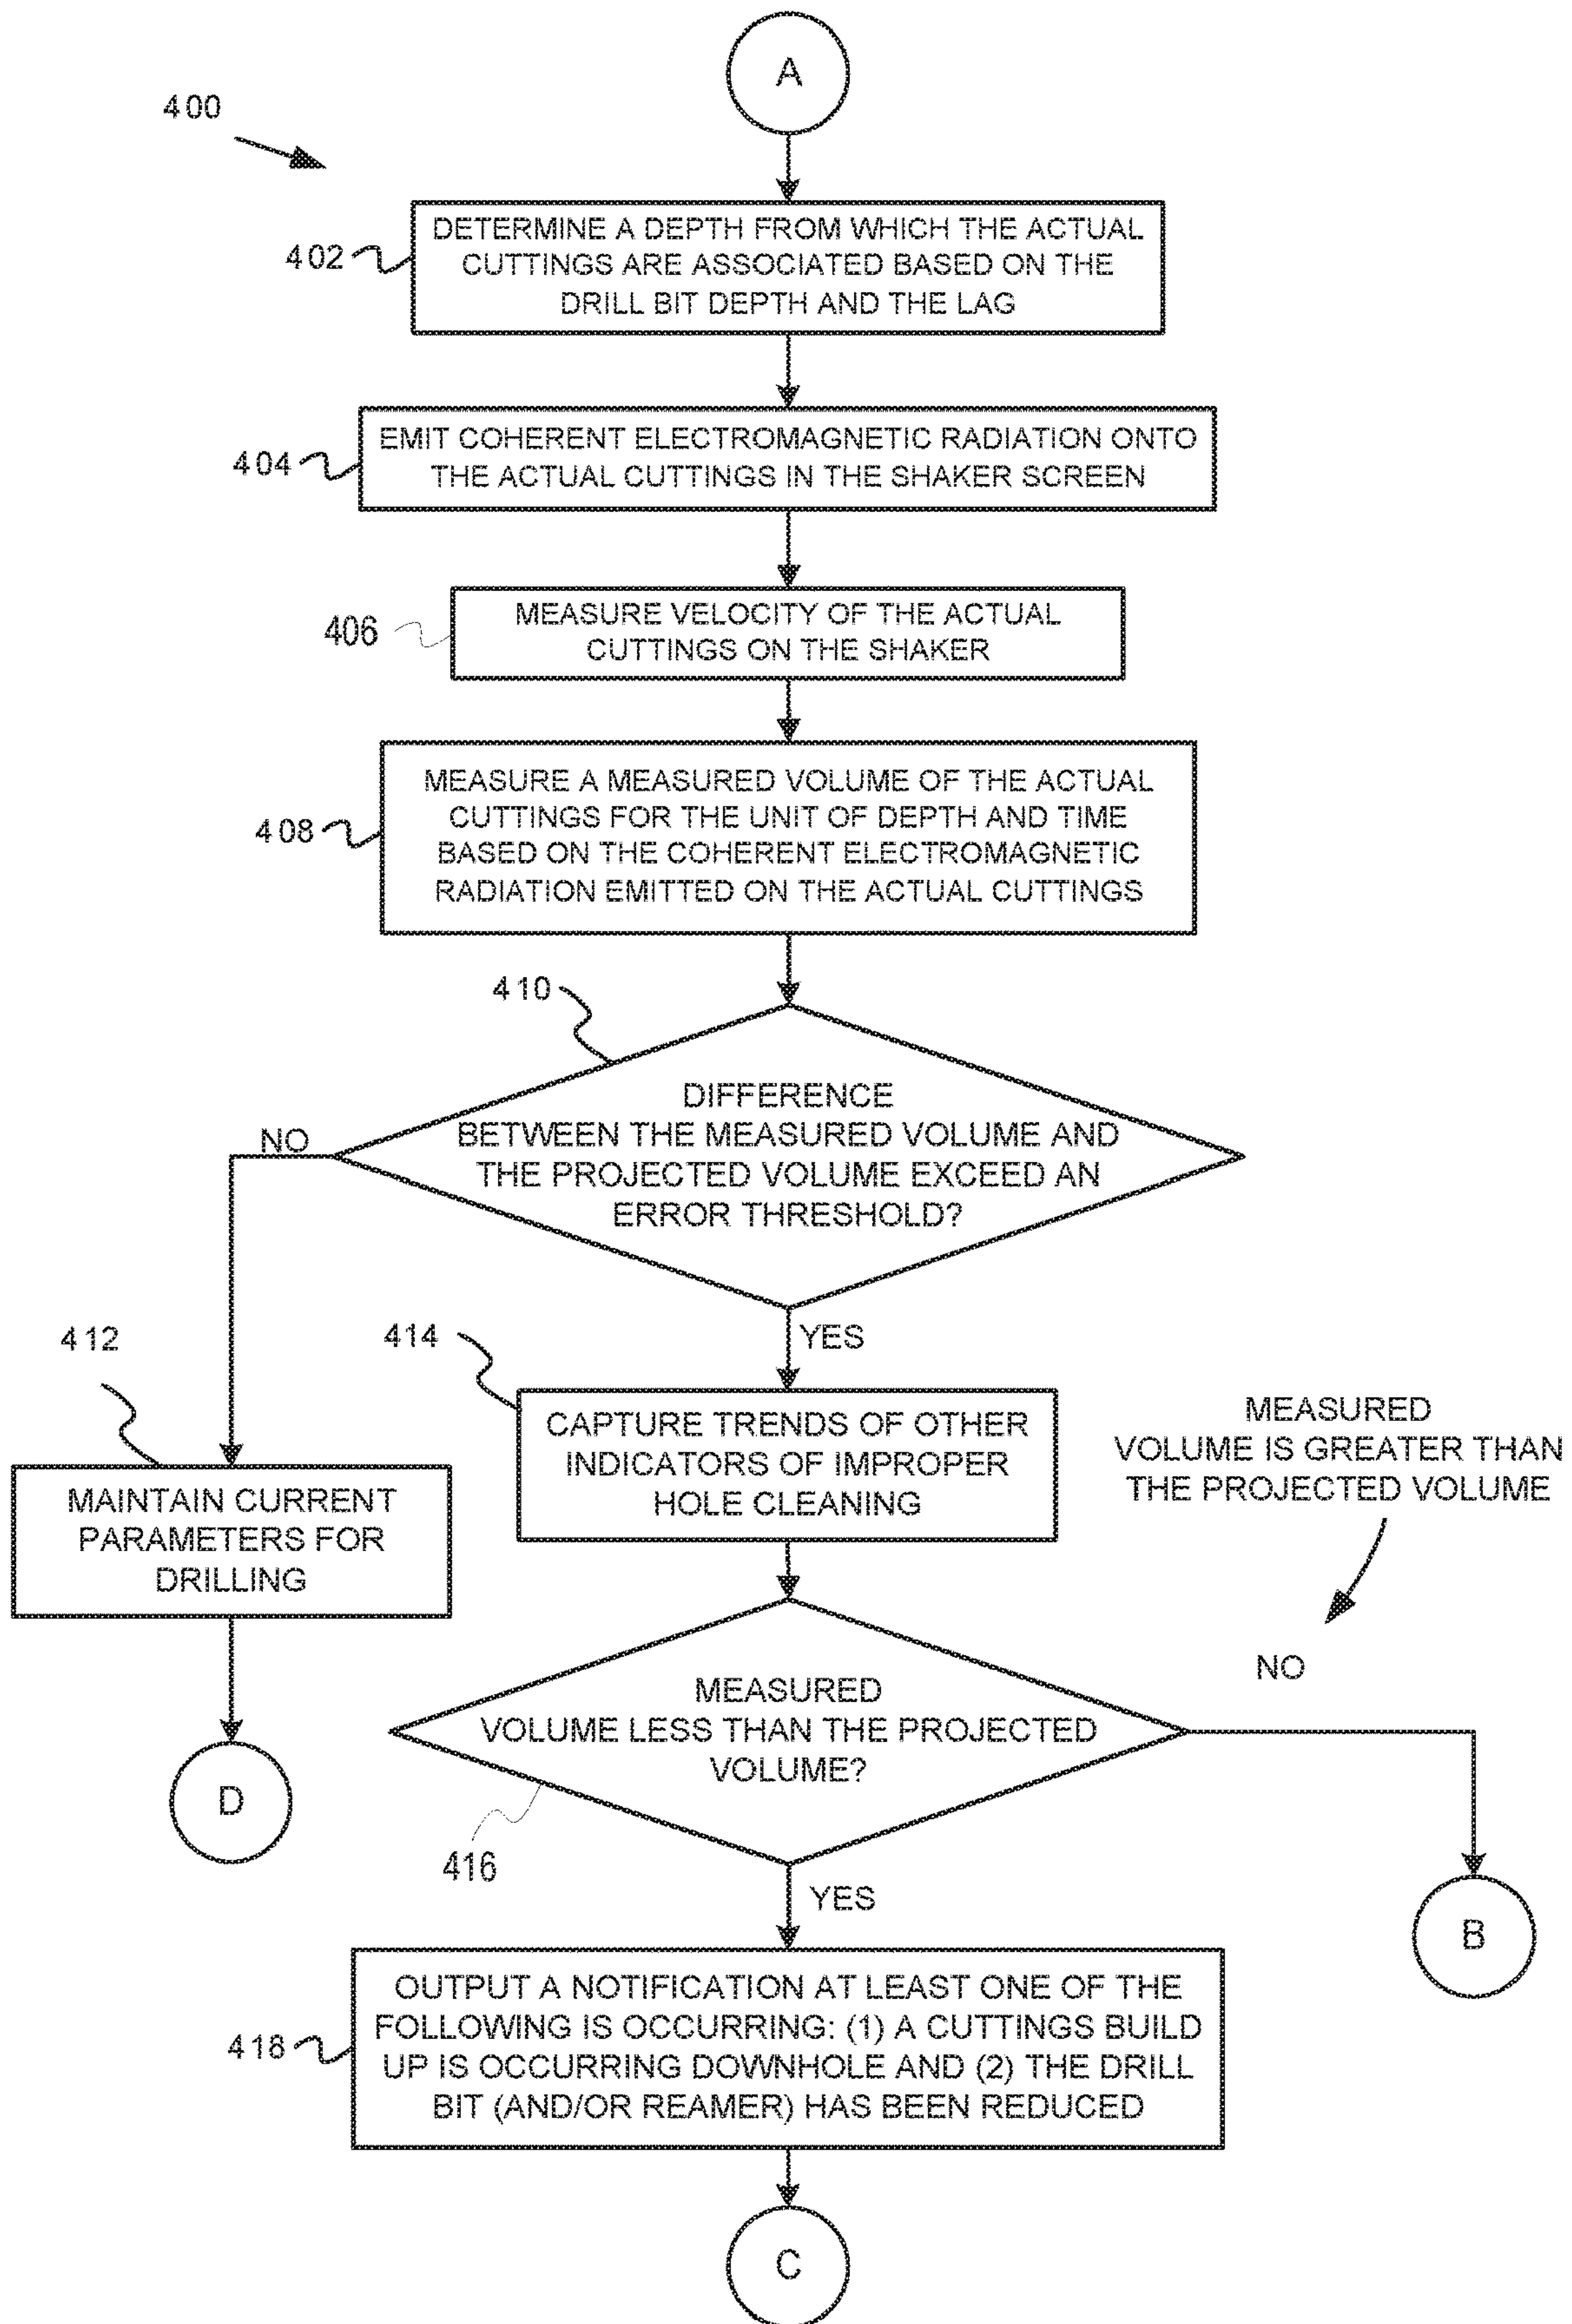 A
400
DETERMINE A DEPTH FROM WHICH THE ACTUAL
CUTTINGS ARE ASSOCIATED BASED ON THE
DRILL BIT DEPTH AND THE LAG
402
EMIT COHERENT ELECTROMAGNETIC RADIATION ONTO
THE ACTUAL CUTTINGS IN THE SHAKER SCREEN
404
MEASURE VELOCITY OF THE ACTUAL
CUTTINGS ON THE SHAKER
406
MEASURE A MEASURED VOLUME OF THE ACTUAL
CUTTINGS FOR THE UNIT OF DEPTH AND TIME
BASED ON THE COHERENT ELECTROMAGNETIC
RADIATION EMITTED ON THE ACTUAL CUTTINGS
408
410
DIFFERENCE
BETWEEN THE MEASURED VOLUME AND
THE PROJECTED VOLUME EXCEED AN
ERROR THRESHOLD?
NO
YES
412
MAINTAIN CURRENT
PARAMETERS FOR
DRILLING
D
414
CAPTURE TRENDS OF OTHER
INDICATORS OF IMPROPER
HOLE CLEANING
MEASURED
VOLUME IS GREATER THAN
THE PROJECTED VOLUME
NO
MEASURED
VOLUME LESS THAN THE PROJECTED
VOLUME?
416
YES
B
OUTPUT A NOTIFICATION AT LEAST ONE OF THE
FOLLOWING IS OCCURRING: (1) A CUTTINGS BUILD
UP IS OCCURRING DOWNHOLE AND (2) THE DRILL
BIT (AND/OR REAMER) HAS BEEN REDUCED
418
C